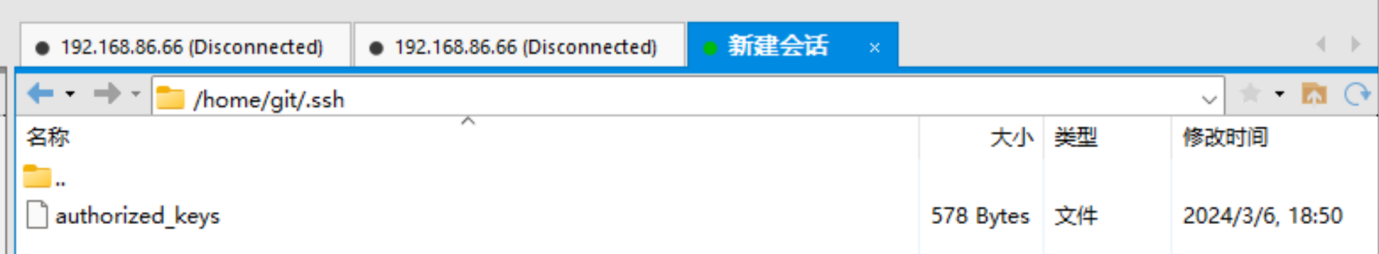 192.168.86.66 (Disconnected) 192.168.86.66 (Disconnected) 新建会话 ×
/home/git/.ssh
名称 大小 类型 修改时间
..
authorized_keys 578 Bytes 文件 2024/3/6, 18:50